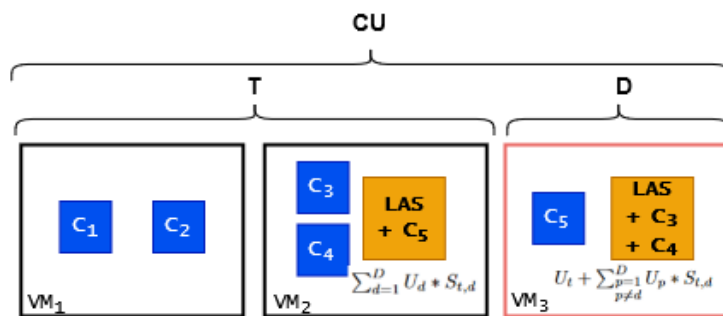 CU
T
D
C₁
C₂
VM₁
C₃
C₄
LAS
+ C₅
∑_{d=1}^{D} U_d * S_{t,d}
VM₂
C₅
LAS
+ C₃
+ C₄
U_t + ∑_{p=1, p≠d}^{D} U_p * S_{t,d}
VM₃